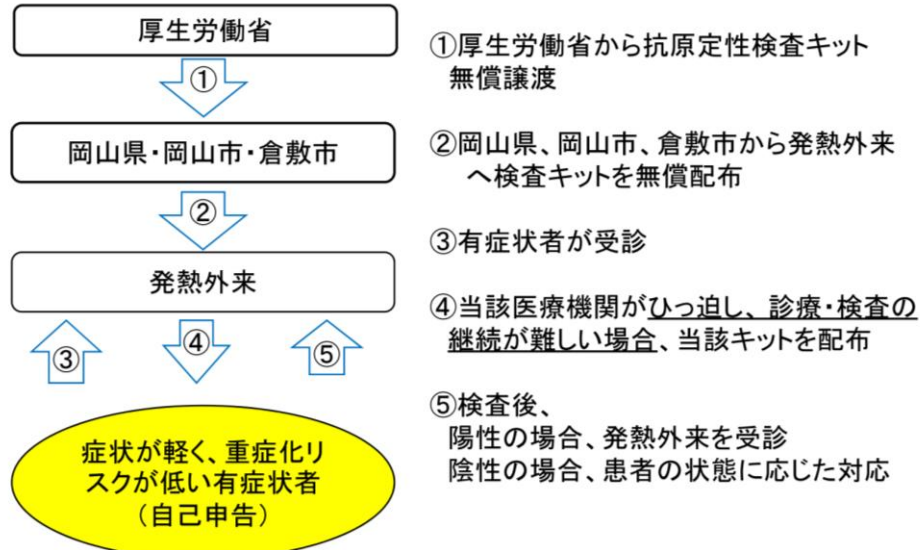 厚生労働省
①
岡山県・岡山市・倉敷市
②
発熱外来
③
④
⑤
症状が軽く、重症化リ
スクが低い有症状者
（自己申告）
①厚生労働省から抗原定性検査キット
無償譲渡
②岡山県、岡山市、倉敷市から発熱外来
へ検査キットを無償配布
③有症状者が受診
④当該医療機関がひっ迫し、診療・検査の
継続が難しい場合、当該キットを配布
⑤検査後、
陽性の場合、発熱外来を受診
陰性の場合、患者の状態に応じた対応